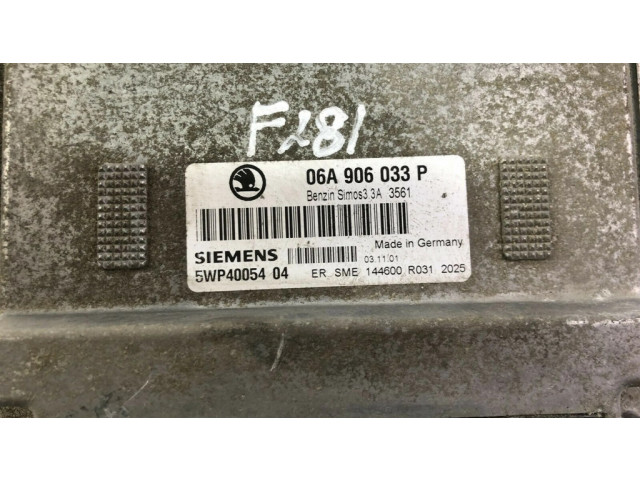 F281
06A 906 033 P
Benzin Simos3 3A 3561
SIEMENS
Made in Germany
03.11.01
5WP40054 04 ER SME 144600 R031 2025